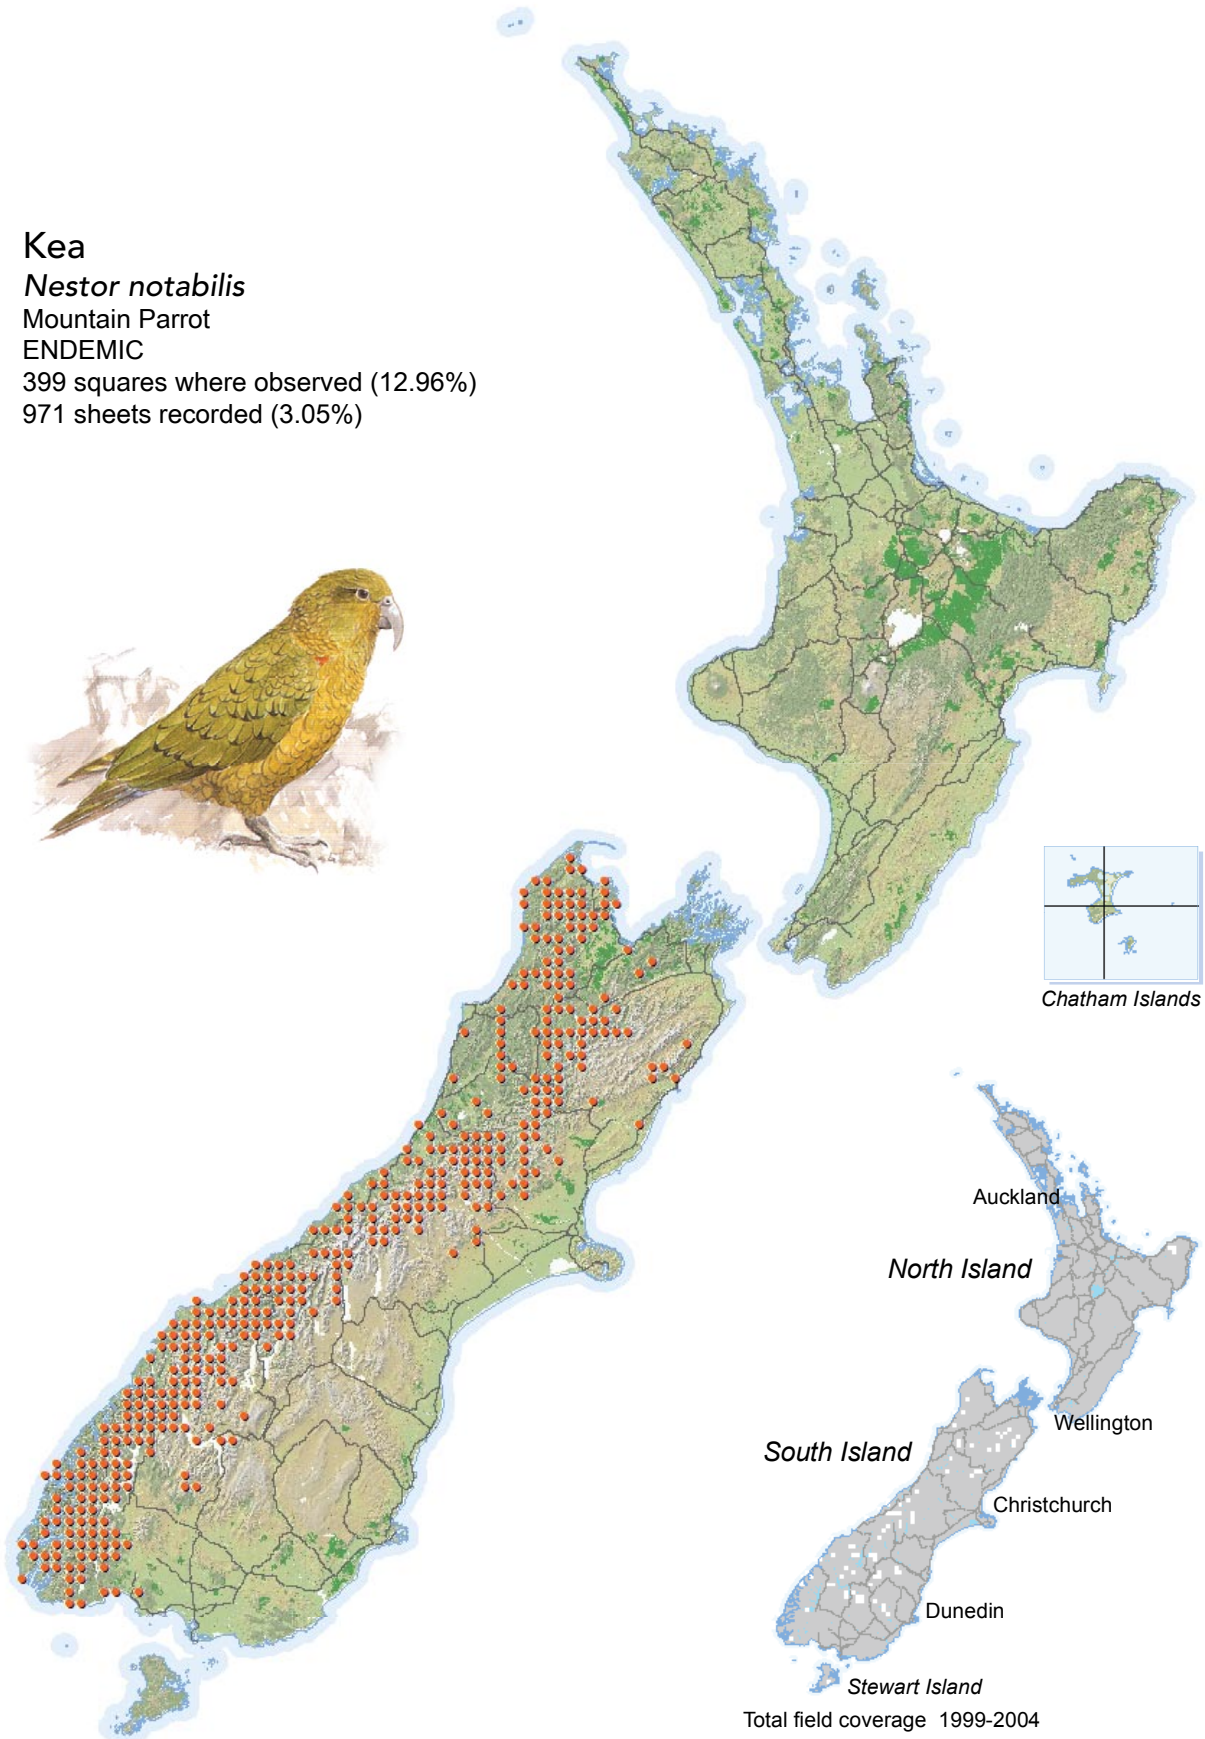 Kea
Nestor notabilis
Mountain Parrot
ENDEMIC
399 squares where observed (12.96%)
971 sheets recorded (3.05%)
Chatham Islands
Auckland
North Island
Wellington
South Island
Christchurch
Dunedin
Stewart Island
Total field coverage 1999-2004